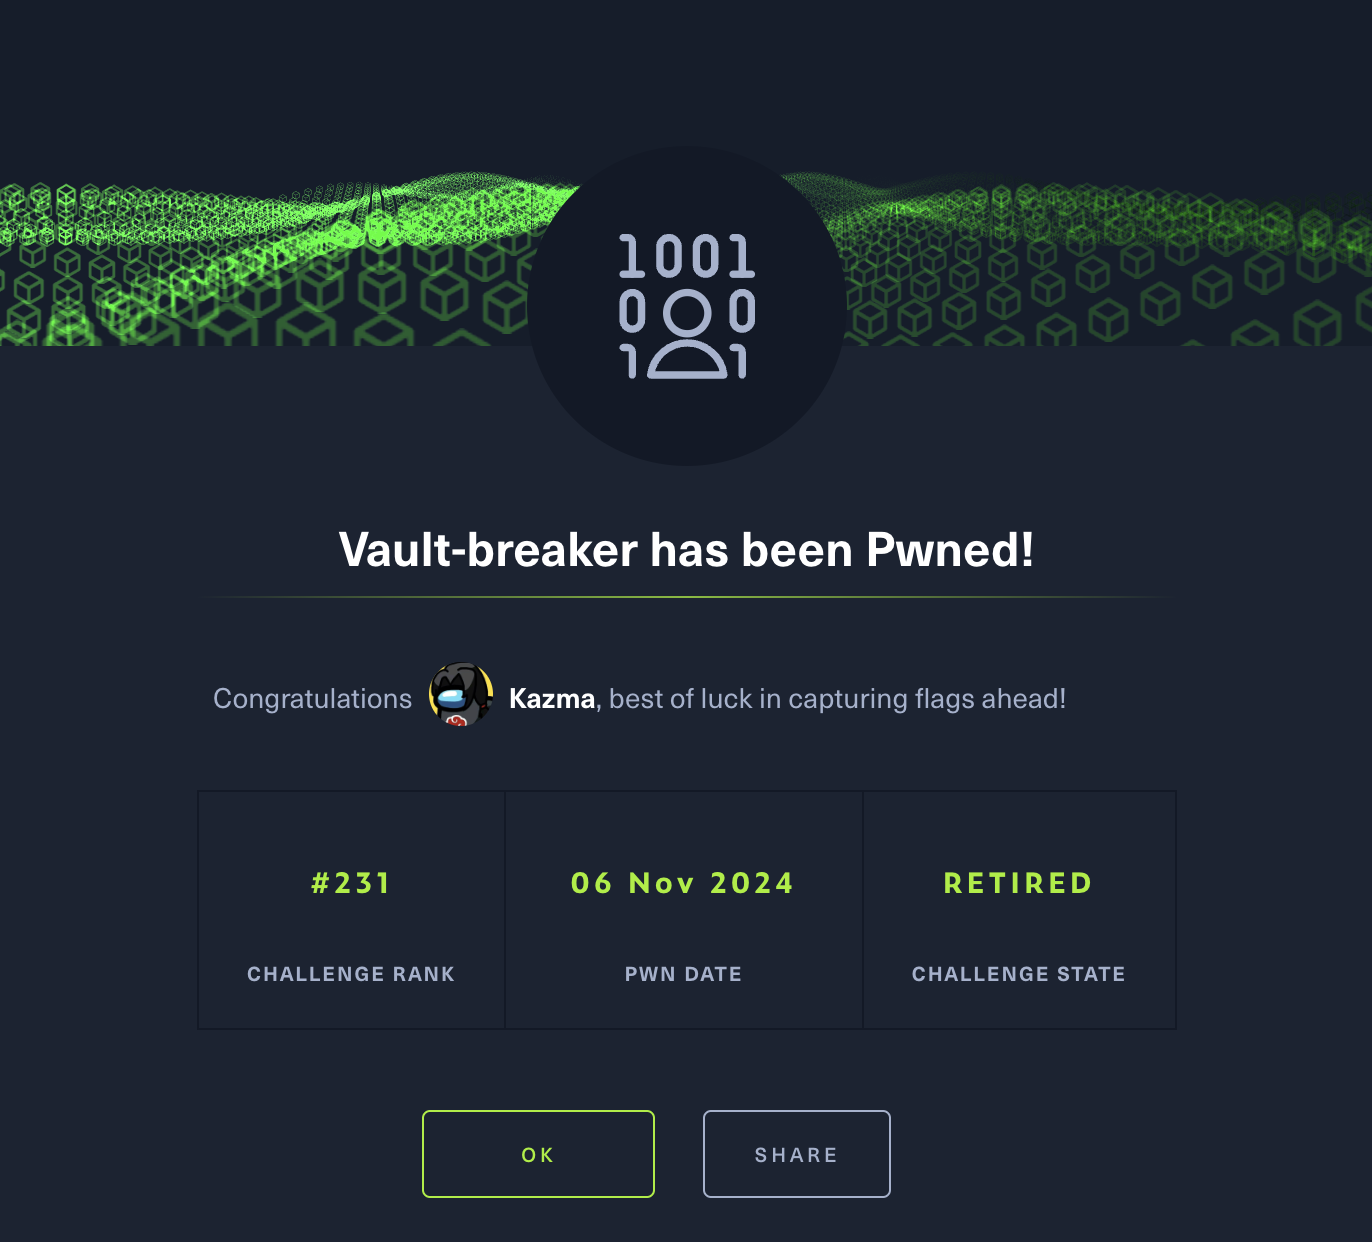 1001
0 0
1 1
Vault-breaker has been Pwned!
Congratulations Kazma, best of luck in capturing flags ahead!
#231 06 Nov 2024 RETIRED
CHALLENGE RANK PWN DATE CHALLENGE STATE
OK SHARE